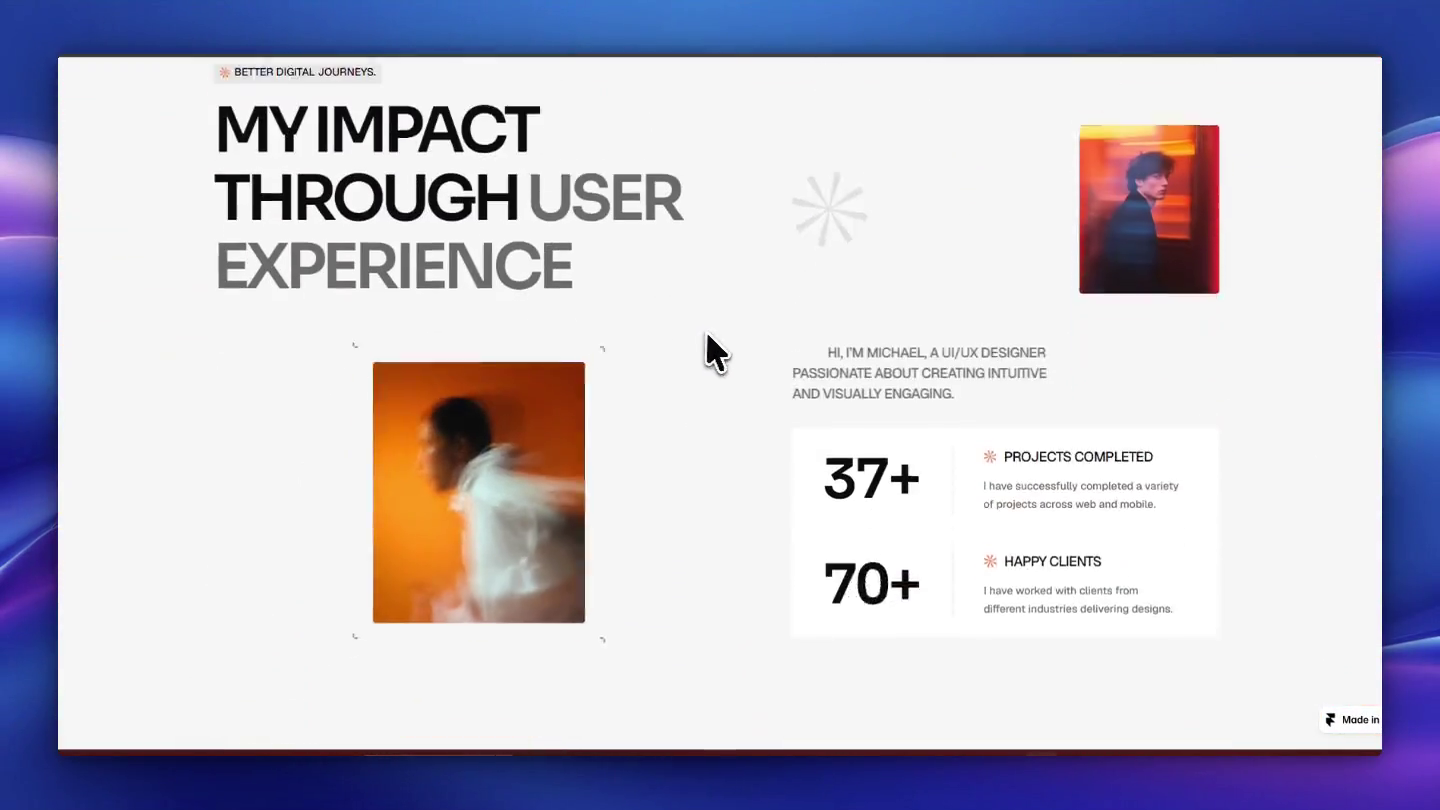 BETTER DIGITAL JOURNEYS.
MY IMPACT
THROUGH USER
EXPERIENCE
HI, I'M MICHAEL, A UI/UX DESIGNER
PASSIONATE ABOUT CREATING INTUITIVE
AND VISUALLY ENGAGING.
37+
PROJECTS COMPLETED
I have successfully completed a variety
of projects across web and mobile.
70+
HAPPY CLIENTS
I have worked with clients from
different industries delivering designs.
Made in